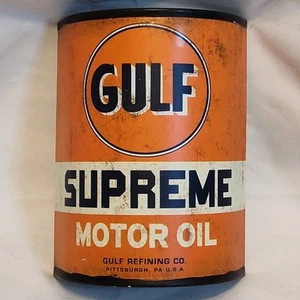 GULF
SUPREME
MOTOR OIL
GULF REFINING CO.
PITTSBURGH, PA U.S.A